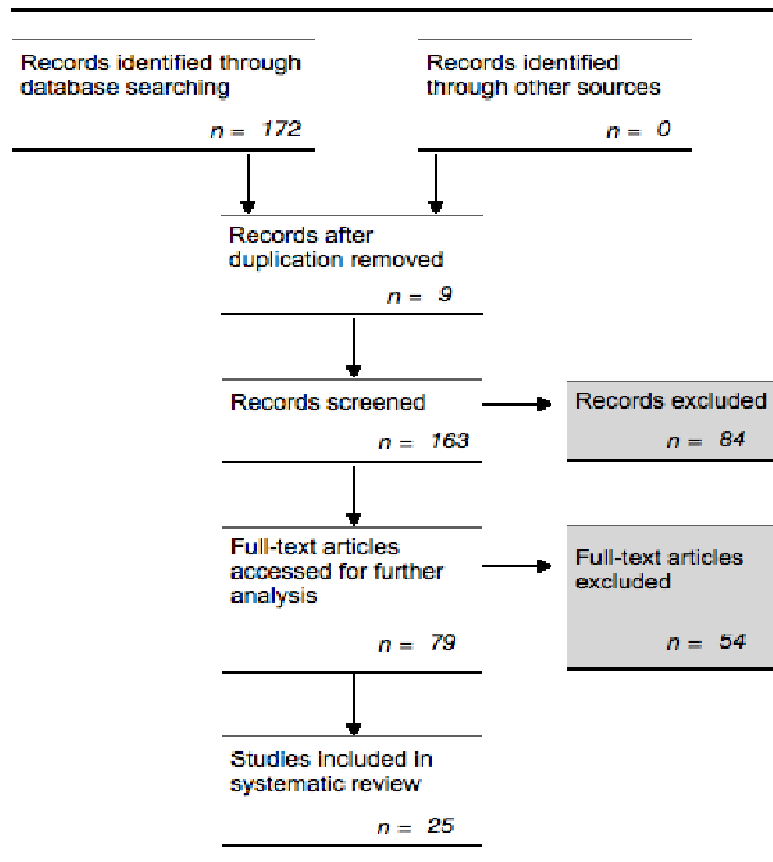 Records identified through
database searching
n = 172
Records identified
through other sources
n = 0
Records after
duplication removed
n = 9
Records screened
n = 163
Records excluded
n = 84
Full-text articles
accessed for further
analysis
n = 79
Full-text articles
excluded
n = 54
Studies included in
systematic review
n = 25